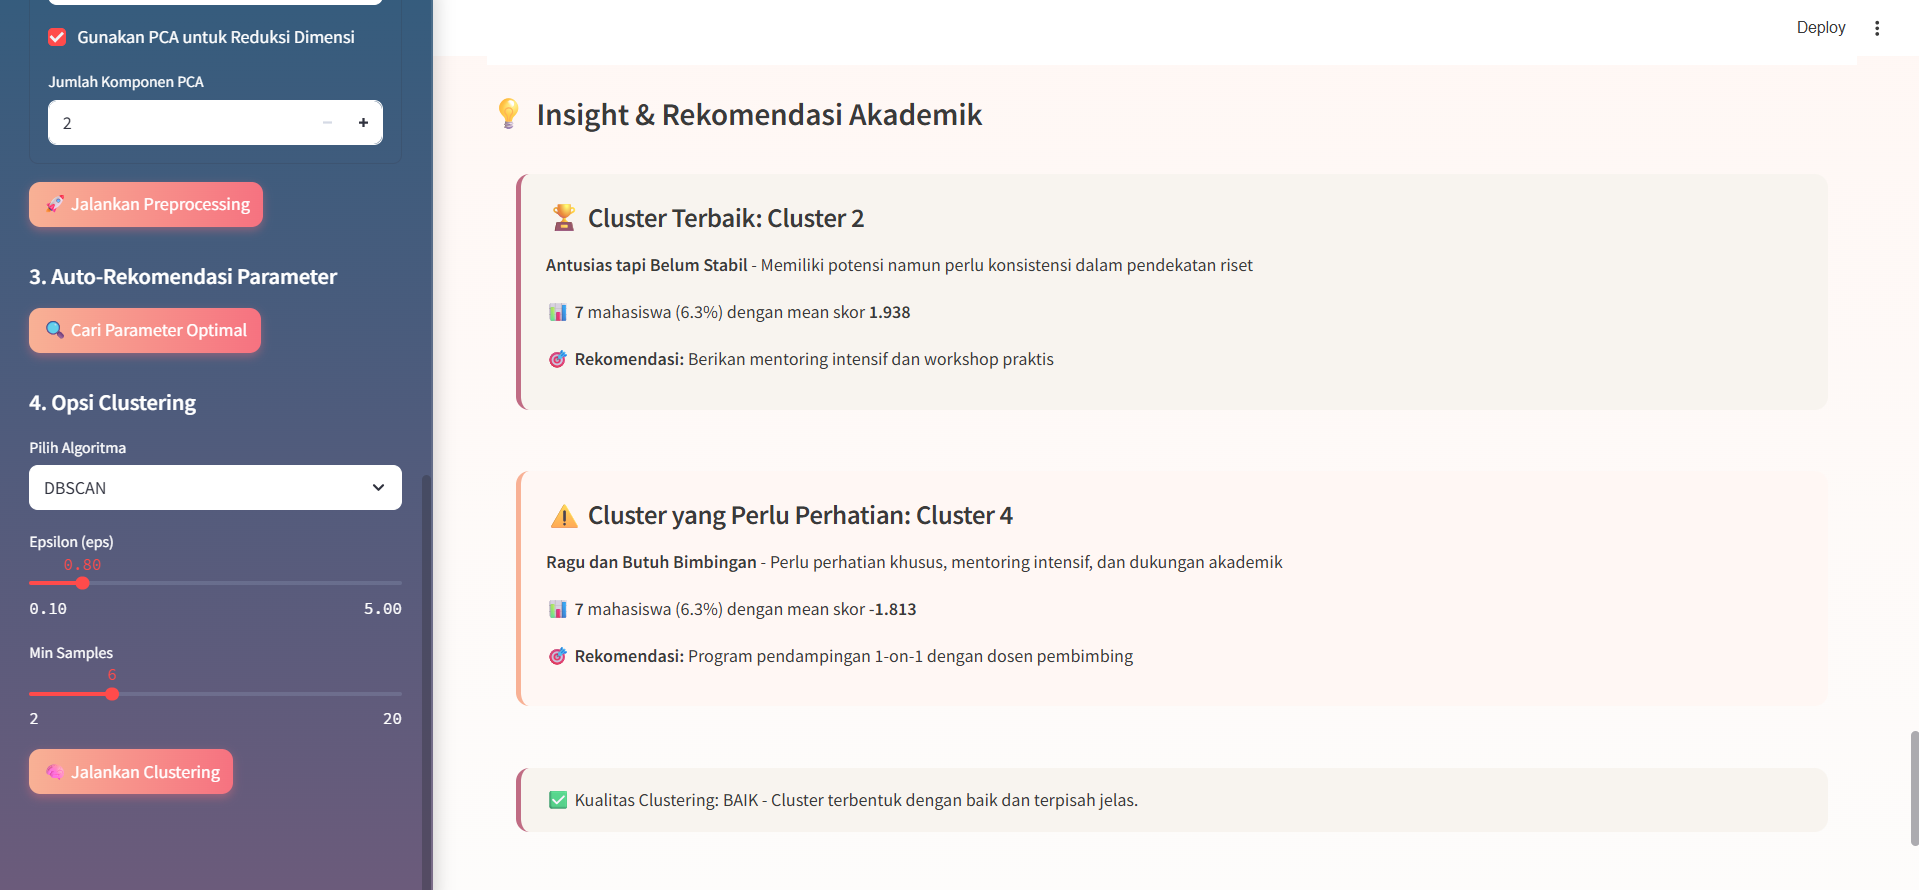 Gunakan PCA untuk Reduksi Dimensi
Jumlah Komponen PCA
2
Jalankan Preprocessing
3. Auto-Rekomendasi Parameter
Cari Parameter Optimal
4. Opsi Clustering
Pilih Algoritma
DBSCAN
Epsilon (eps)
0.80
0.10 5.00
Min Samples
6
2 20
Jalankan Clustering
Deploy
Insight & Rekomendasi Akademik
Cluster Terbaik: Cluster 2
Antusias tapi Belum Stabil - Memiliki potensi namun perlu konsistensi dalam pendekatan riset
7 mahasiswa (6.3%) dengan mean skor 1.938
Rekomendasi: Berikan mentoring intensif dan workshop praktis
Cluster yang Perlu Perhatian: Cluster 4
Ragu dan Butuh Bimbingan - Perlu perhatian khusus, mentoring intensif, dan dukungan akademik
7 mahasiswa (6.3%) dengan mean skor -1.813
Rekomendasi: Program pendampingan 1-on-1 dengan dosen pembimbing
Kualitas Clustering: BAIK - Cluster terbentuk dengan baik dan terpisah jelas.